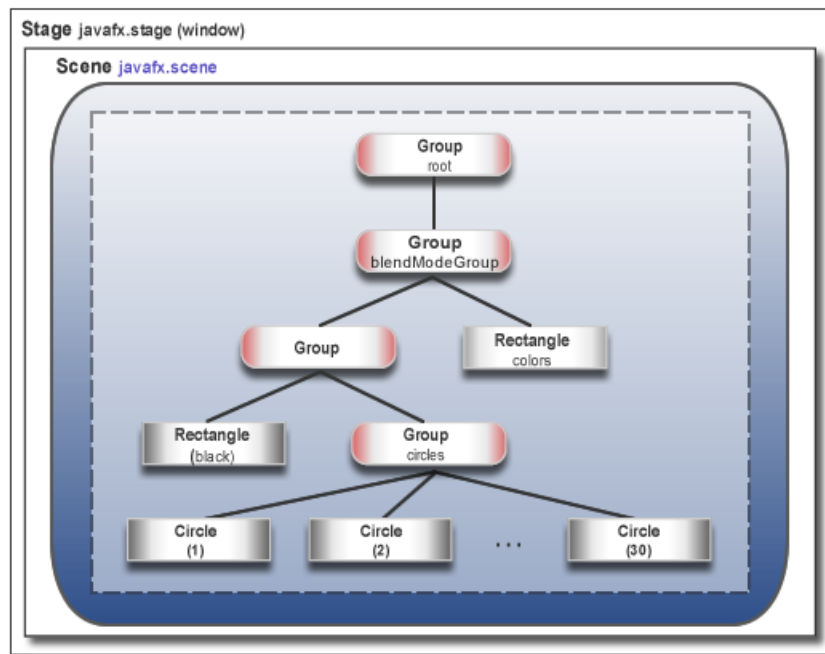 Stage javafx.stage (window)
Scene javafx.scene
Group
root
Group
blendModeGroup
Group
Rectangle
colors
Rectangle
(black)
Group
circles
Circle
(1)
Circle
(2)
...
Circle
(30)